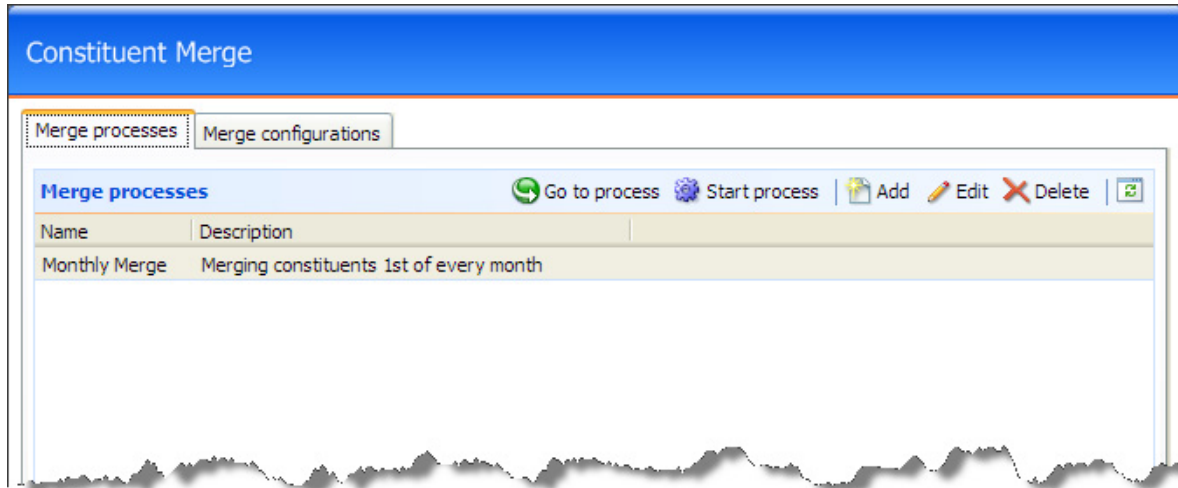 Constituent Merge
Merge processes Merge configurations
Merge processes Go to process Start process Add Edit Delete
Name Description
Monthly Merge Merging constituents 1st of every month